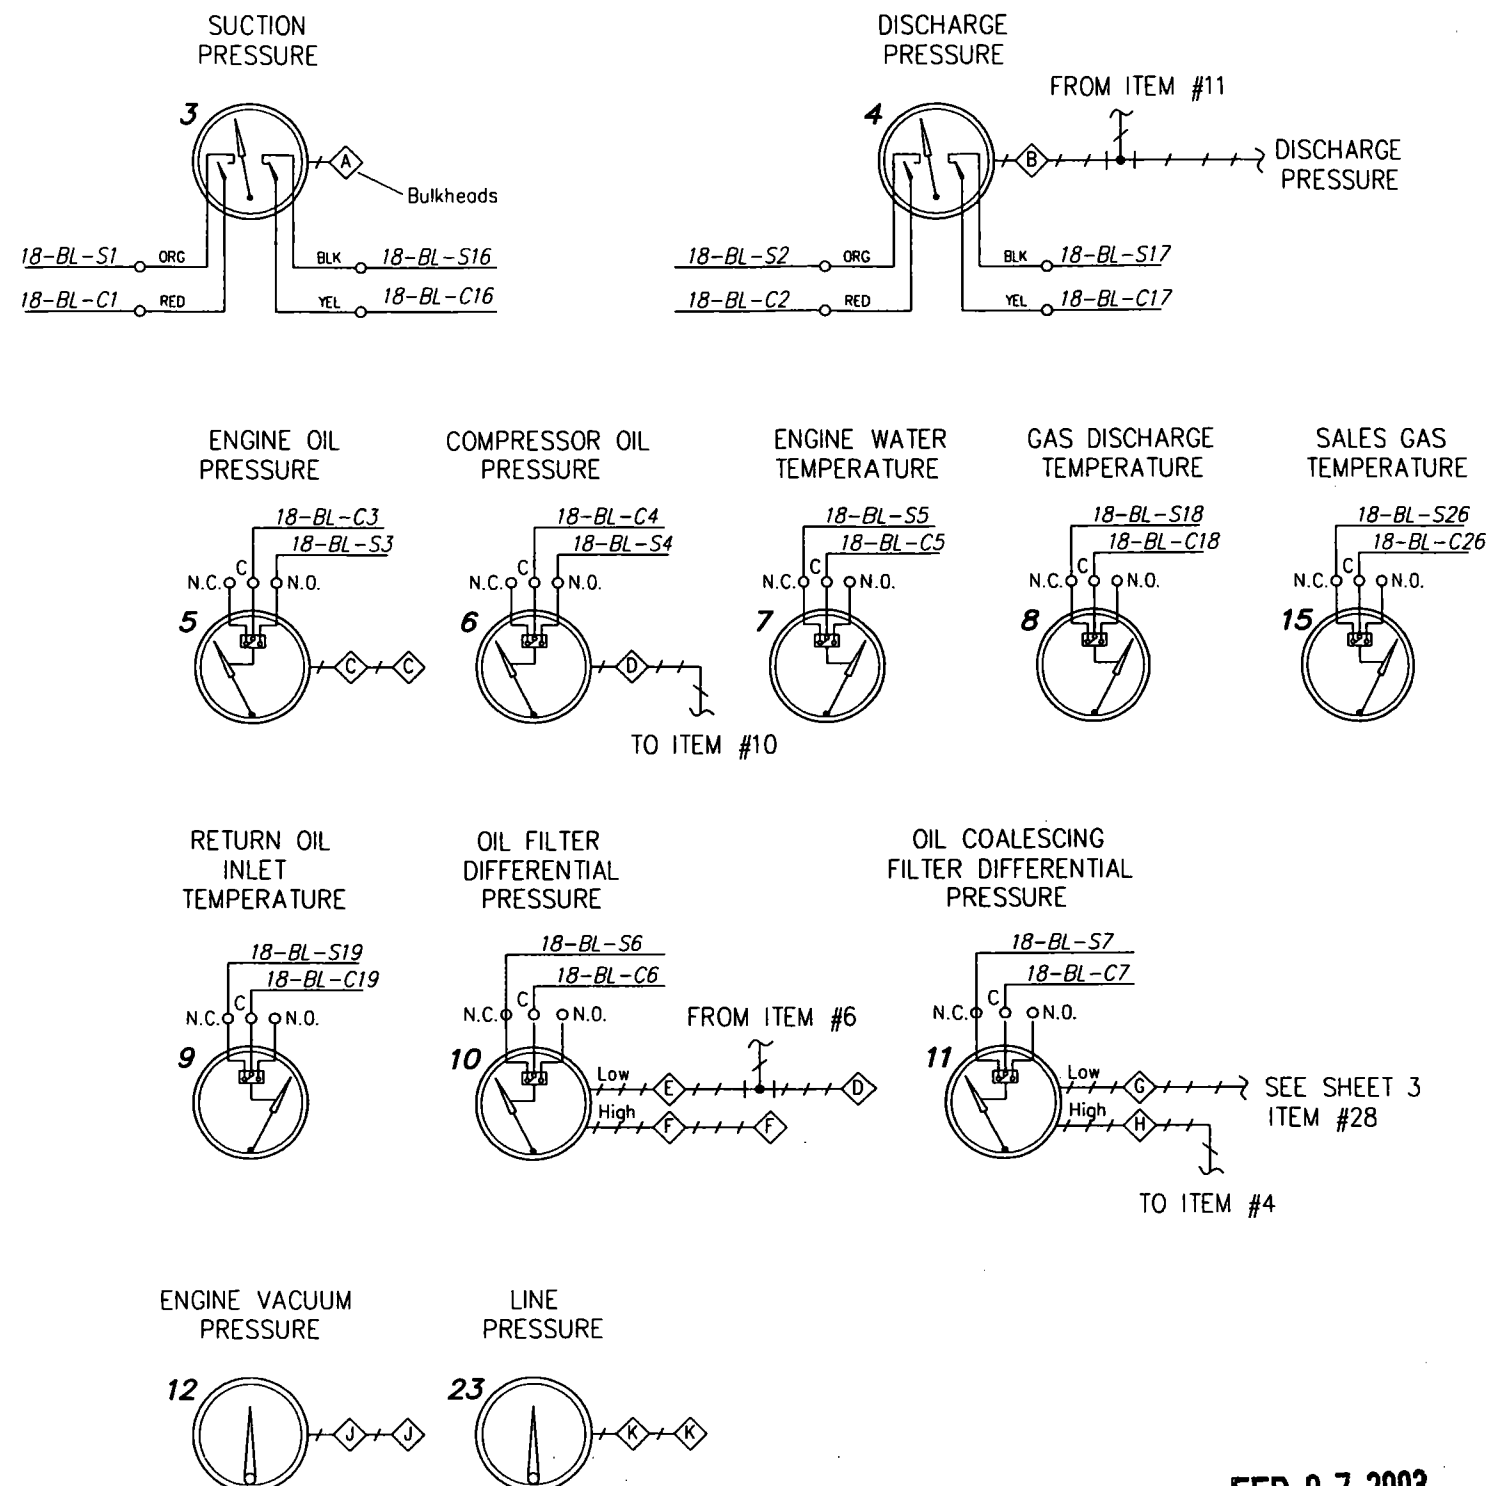 SUCTION
PRESSURE
DISCHARGE
PRESSURE
FROM ITEM #11
3
A
Bulkheads
4
B
DISCHARGE
PRESSURE
18-BL-S1 ORG BLK 18-BL-S16
18-BL-C1 RED YEL 18-BL-C16
18-BL-S2 ORG BLK 18-BL-S17
18-BL-C2 RED YEL 18-BL-C17
ENGINE OIL
PRESSURE
18-BL-C3
18-BL-S3
N.C. C N.O.
5
C C
COMPRESSOR OIL
PRESSURE
18-BL-C4
18-BL-S4
N.C. C N.O.
6
D
TO ITEM #10
ENGINE WATER
TEMPERATURE
18-BL-S5
18-BL-C5
N.C. C N.O.
7
GAS DISCHARGE
TEMPERATURE
18-BL-S18
18-BL-C18
N.C. C N.O.
8
SALES GAS
TEMPERATURE
18-BL-S26
18-BL-C26
N.C. C N.O.
15
RETURN OIL
INLET
TEMPERATURE
18-BL-S19
18-BL-C19
N.C. C N.O.
9
OIL FILTER
DIFFERENTIAL
PRESSURE
18-BL-S6
18-BL-C6
N.C. C N.O.
FROM ITEM #6
10
Low E D
High F F
OIL COALESCING
FILTER DIFFERENTIAL
PRESSURE
18-BL-S7
18-BL-C7
N.C. C N.O.
11
Low G
High H
SEE SHEET 3
ITEM #28
TO ITEM #4
ENGINE VACUUM
PRESSURE
12
J J
LINE
PRESSURE
23
K K
FEB 0 7 2003